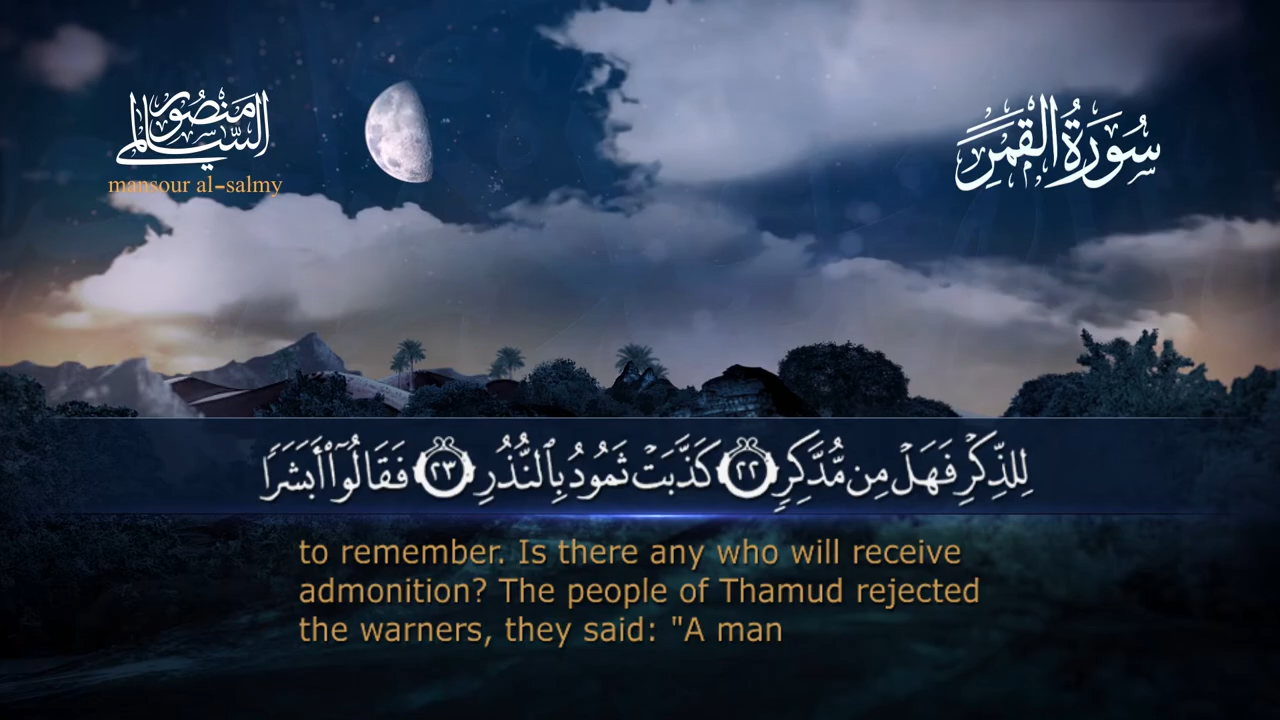 منصور السالمي
mansour al-salmy
سُورَةُ القَمَرِ
لِلذِّكْرِ فَهَلْ مِن مُّدَّكِرٍ ٢٢ كَذَّبَتْ ثَمُودُ بِٱلنُّذُرِ ٢٣ فَقَالُوٓا۟ أَبَشَرًا
to remember. Is there any who will receive
admonition? The people of Thamud rejected
the warners, they said: "A man